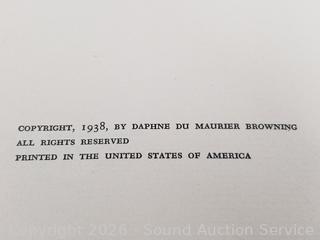 COPYRIGHT, 1938, BY DAPHNE DU MAURIER BROWNING
ALL RIGHTS RESERVED
PRINTED IN THE UNITED STATES OF AMERICA
Copyright 2026 - Sound Auction Service